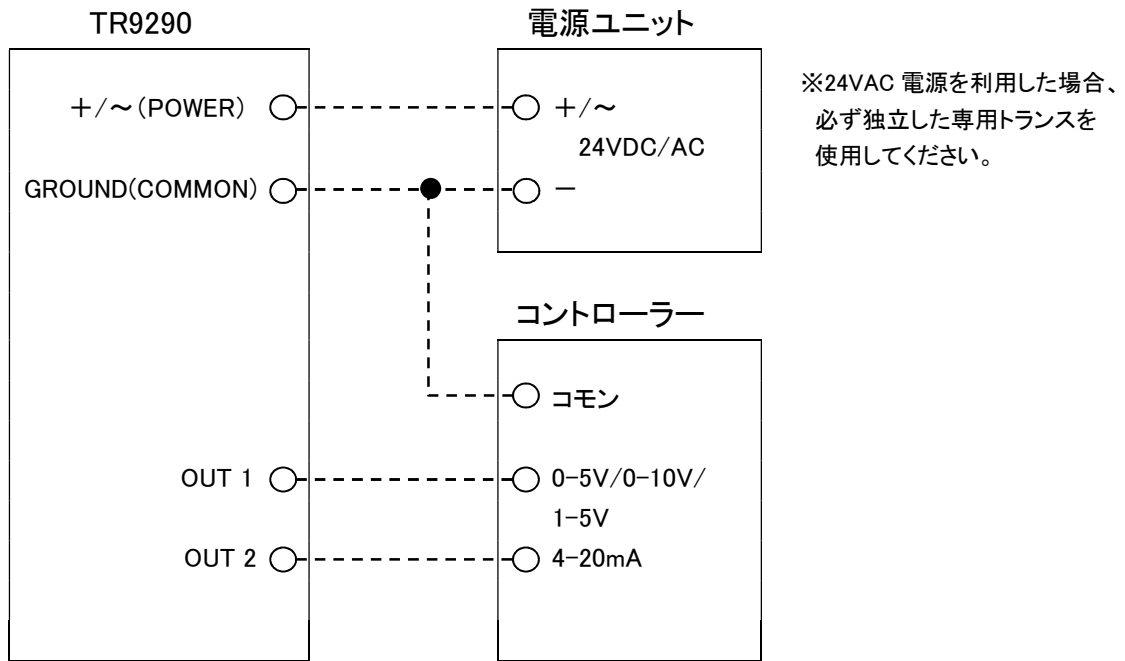 TR9290
電源ユニット
+/~(POWER)
+/~
24VDC/AC
GROUND(COMMON)
-
※24VAC 電源を利用した場合、
必ず独立した専用トランスを
使用してください。
コントローラー
コモン
OUT 1
0-5V/0-10V/
1-5V
OUT 2
4-20mA